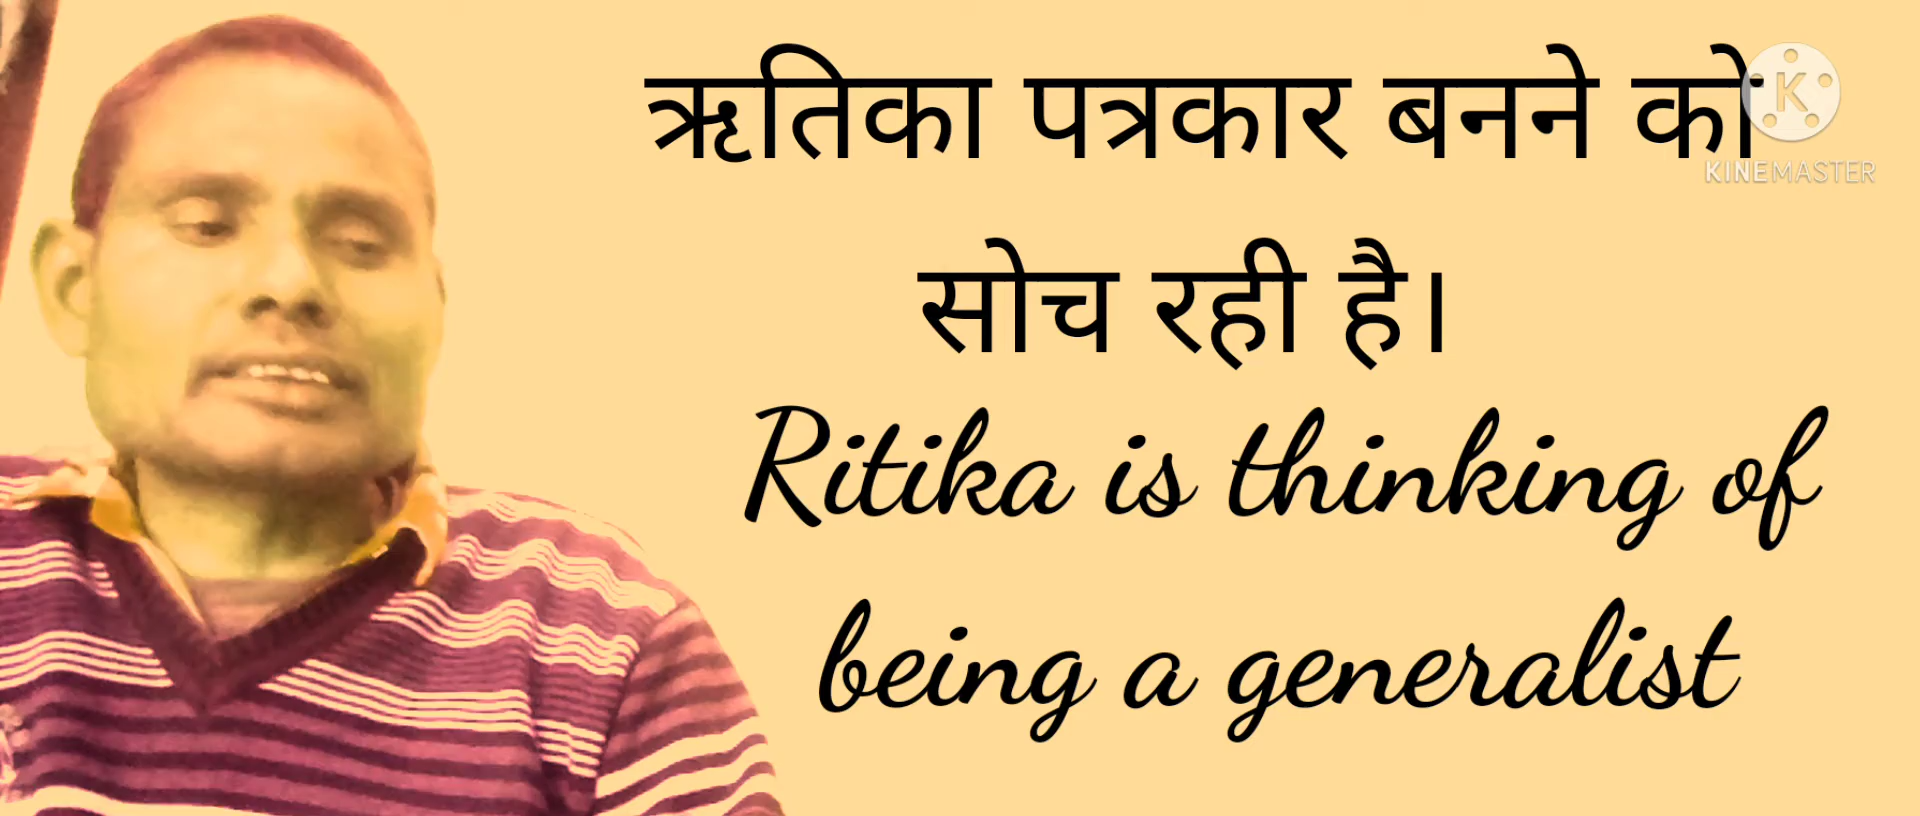 ऋतिका पत्रकार बनने को
सोच रही है।
Ritika is thinking of
being a generalist
KINEMASTER